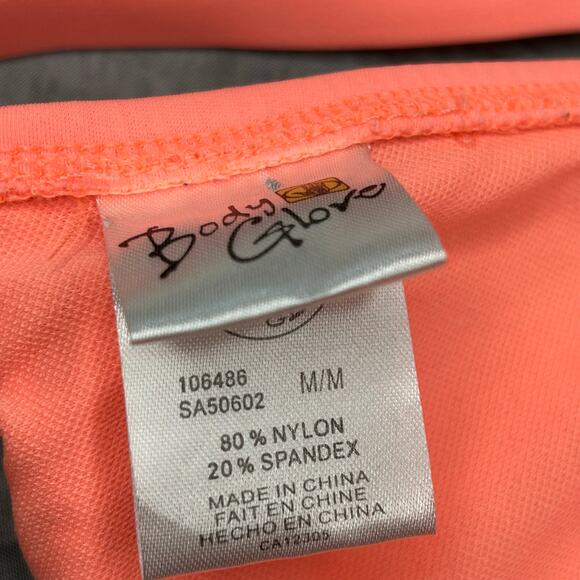 Body Glove
106486 M/M
SA50602
80% NYLON
20% SPANDEX
MADE IN CHINA
FAIT EN CHINE
HECHO EN CHINA
CA12305